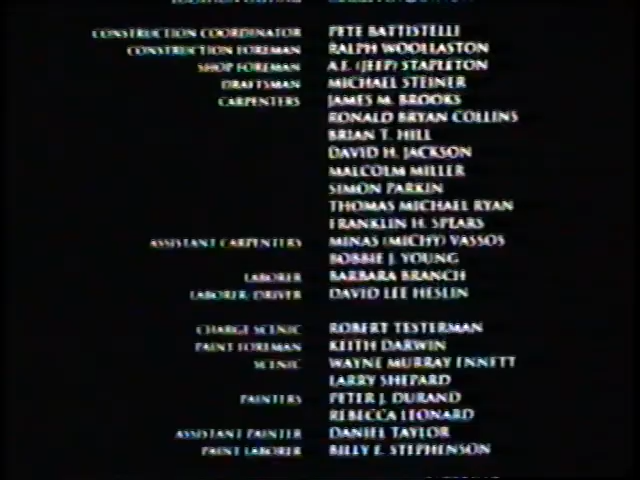 CONSTRUCTION COORDINATOR PETE BATTISTELLI
CONSTRUCTION FOREMAN RALPH WOOLLASTON
SHOP FOREMAN A.E. (JEEP) STAPLETON
DRAFTSMAN MICHAEL STEINER
CARPENTERS JAMES M. BROOKS
RONALD BRYAN COLLINS
BRIAN T. HILL
DAVID H. JACKSON
MALCOLM MILLER
SIMON PARKIN
THOMAS MICHAEL RYAN
FRANKLIN H. SPEARS
ASSISTANT CARPENTERS MINAS (MICHY) VASSOS
BOBBIE J. YOUNG
LABORER BARBARA BRANCH
LABORER/DRIVER DAVID LEE HESLIN
CHARGE SCENIC ROBERT TESTERMAN
PAINT FOREMAN KEITH DARWIN
SCENIC WAYNE MURRAY ENNETT
LARRY SHEPARD
PAINTERS PETER J. DURAND
REBECCA LEONARD
ASSISTANT PAINTER DANIEL TAYLOR
PAINT LABORER BILLY E. STEPHENSON